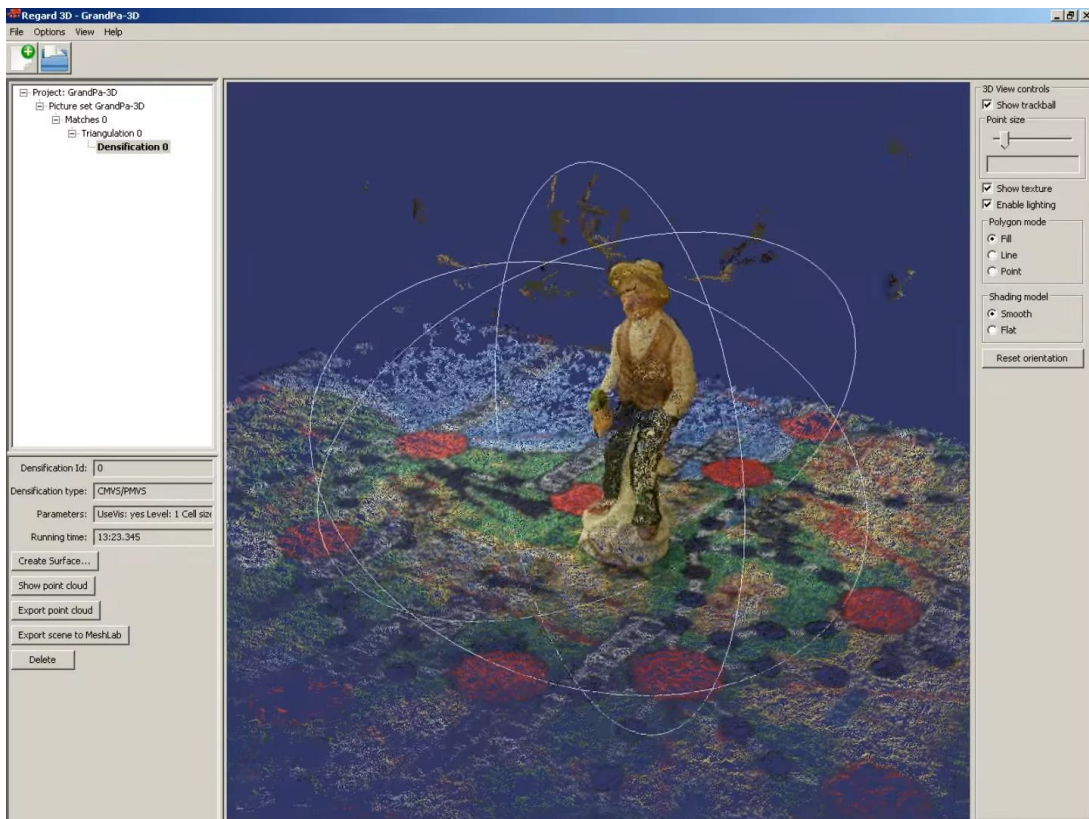 Regard 3D - GrandPa-3D
File Options View Help
Project: GrandPa-3D
Picture set GrandPa-3D
Matches 0
Triangulation 0
Densification 0
Densification Id: 0
Densification type: CMVS/PMVS
Parameters: UseVis: yes Level: 1 Cell size
Running time: 13:23.345
Create Surface...
Show point cloud
Export point cloud
Export scene to MeshLab
Delete
3D View controls
Show trackball
Point size
Show texture
Enable lighting
Polygon mode
Fill
Line
Point
Shading model
Smooth
Flat
Reset orientation